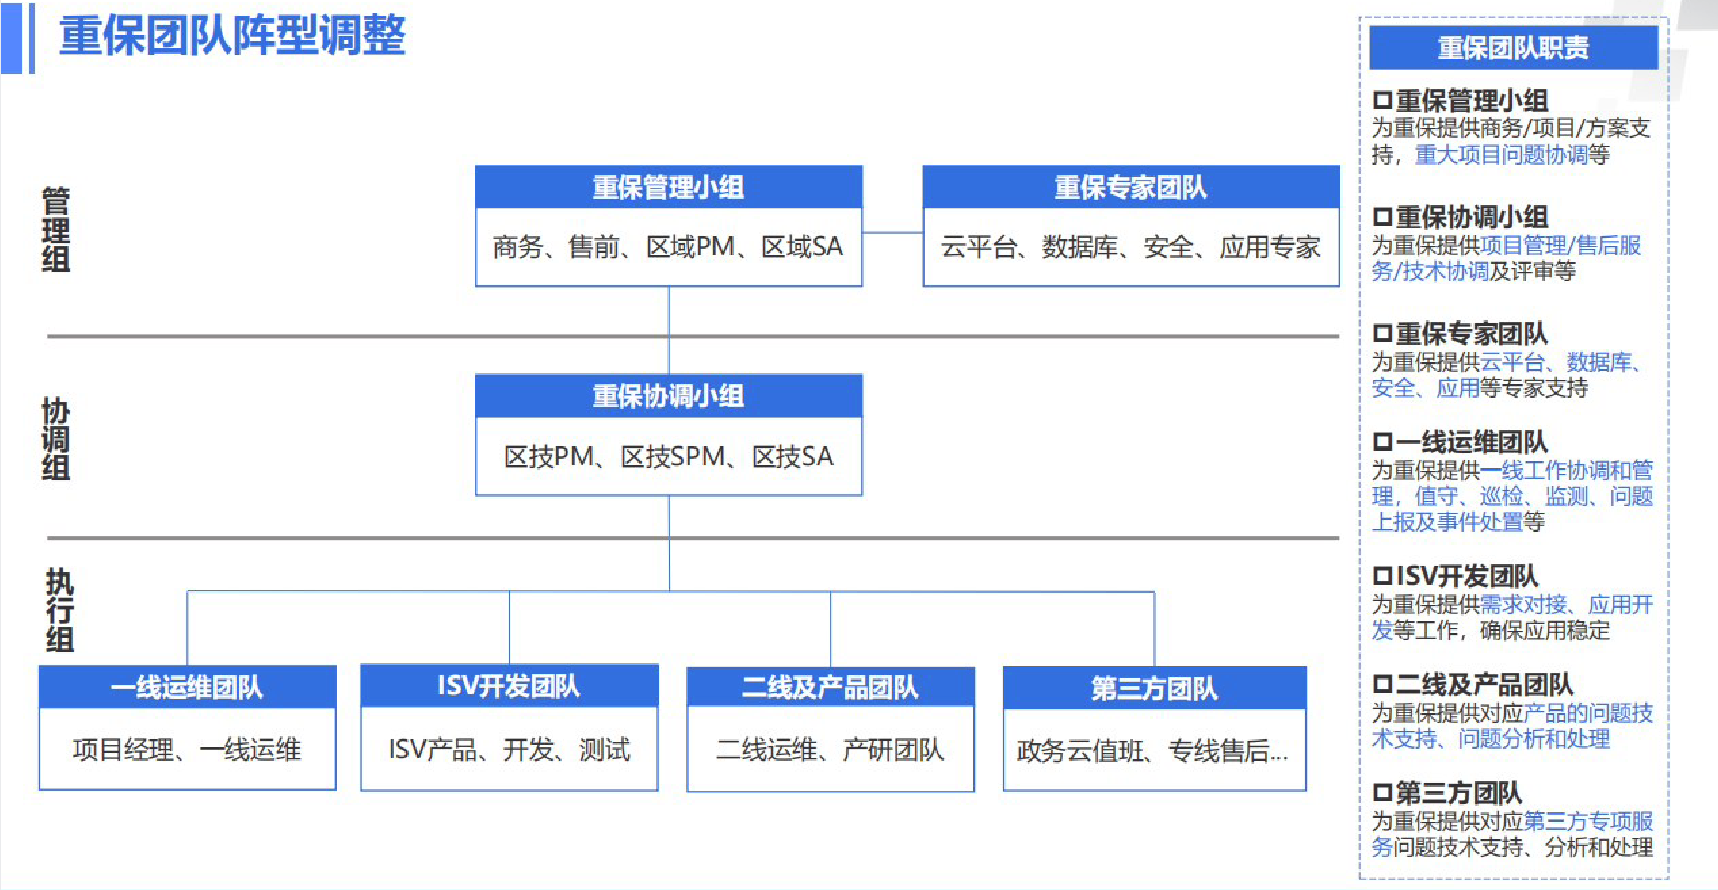 重保团队阵型调整
管理组
重保管理小组
商务、售前、区域PM、区域SA
重保专家团队
云平台、数据库、安全、应用专家
协调组
重保协调小组
区技PM、区技SPM、区技SA
执行组
一线运维团队
项目经理、一线运维
ISV开发团队
ISV产品、开发、测试
二线及产品团队
二线运维、产研团队
第三方团队
政务云值班、专线售后...
重保团队职责
重保管理小组
为重保提供商务/项目/方案支
持，重大项目问题协调等
重保协调小组
为重保提供项目管理/售后服
务/技术协调及评审等
重保专家团队
为重保提供云平台、数据库、
安全、应用等专家支持
一线运维团队
为重保提供一线工作协调和管
理，值守、巡检、监测、问题
上报及事件处置等
ISV开发团队
为重保提供需求对接、应用开
发等工作，确保应用稳定
二线及产品团队
为重保提供对应产品的问题技
术支持、问题分析和处理
第三方团队
为重保提供对应第三方专项服
务问题技术支持、分析和处理